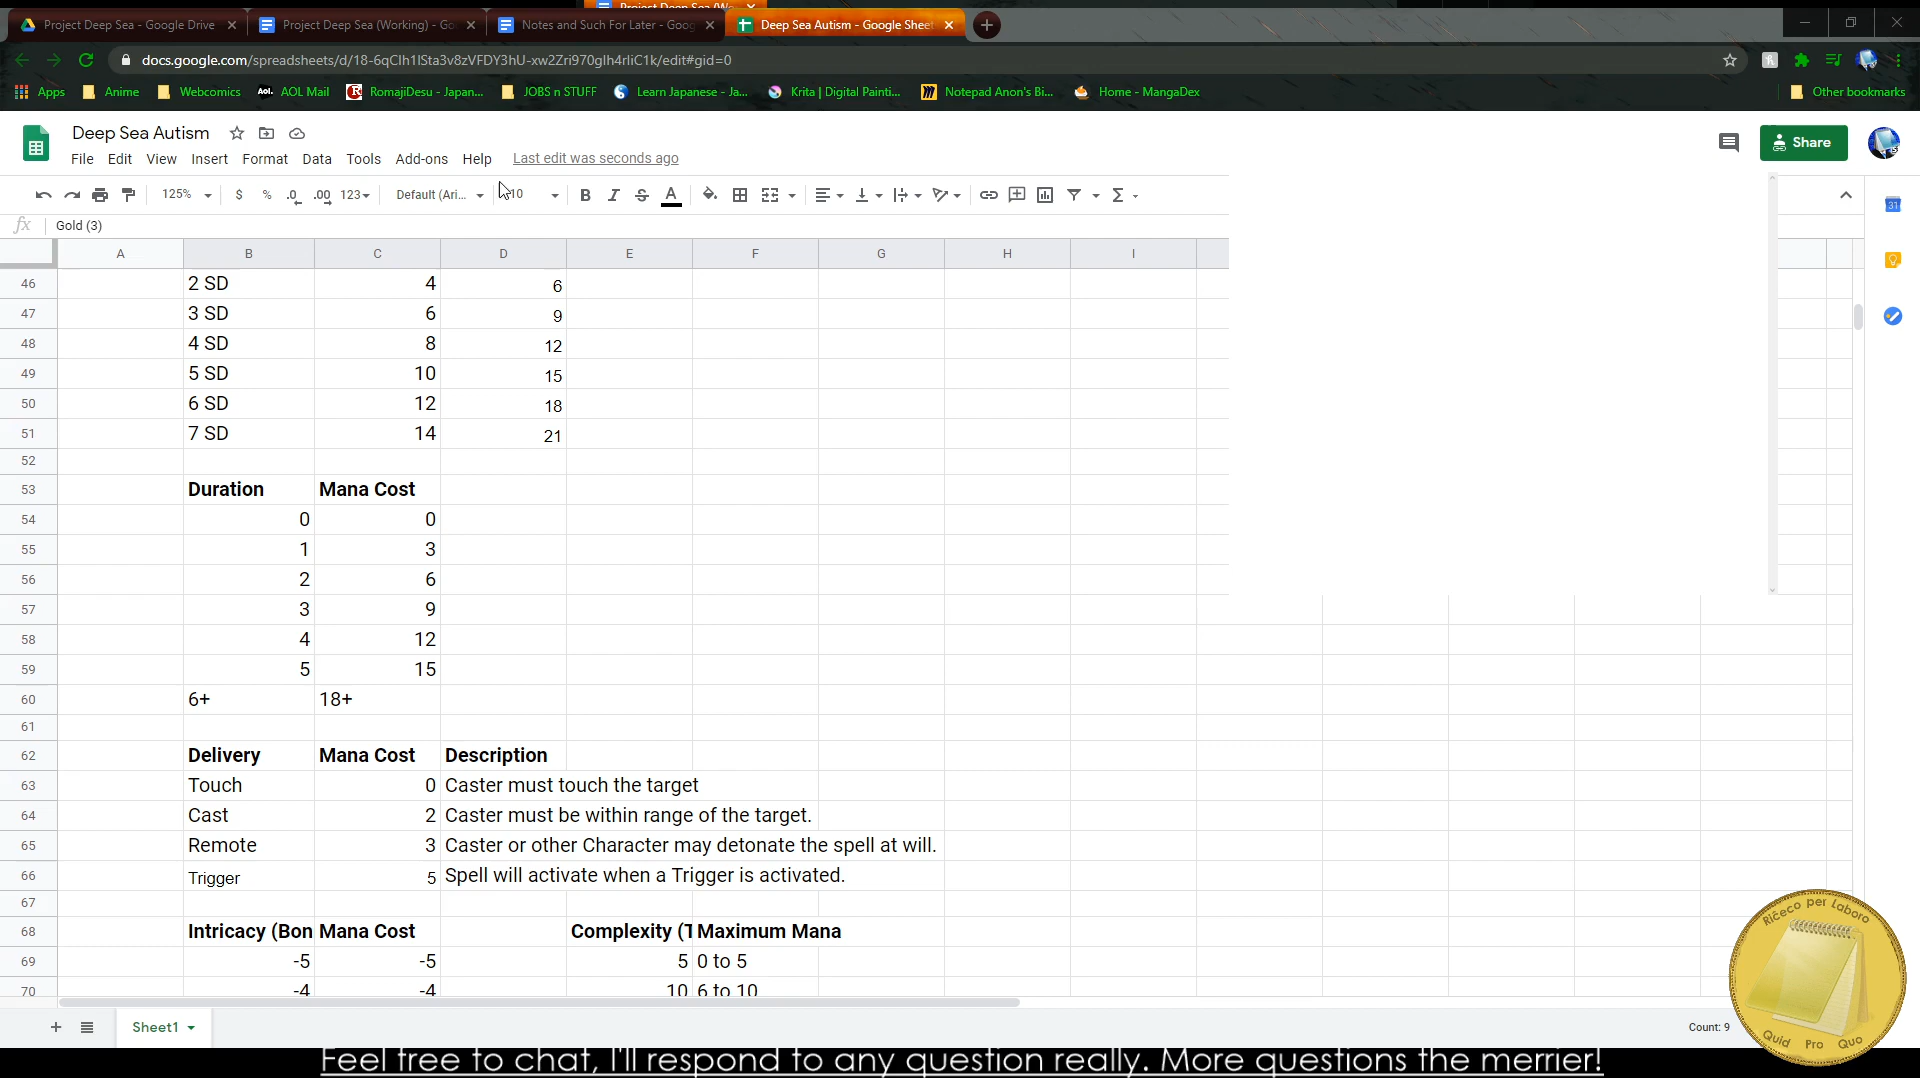 Project Deep Sea (Wo
Project Deep Sea - Google Drive
Project Deep Sea (Working) - Go
Notes and Such For Later - Goog
Deep Sea Autism - Google Sheet
docs.google.com/spreadsheets/d/18-6qClh1lSta3v8zVFDY3hU-xw2Zri970glh4rliC1k/edit#gid=0
Apps
Anime
Webcomics
Aol.
AOL Mail
RomajiDesu - Japan...
JOBS n STUFF
Learn Japanese - Ja...
Krita | Digital Painti...
Notepad Anon's Bi...
Home - MangaDex
Other bookmarks
Deep Sea Autism
Share
File Edit View Insert Format Data Tools Add-ons Help Last edit was seconds ago
125% $ % .0 .00 123 Default (Ari... 10 B I S A
31
fx Gold (3)
A B C D E F G H I
46 2 SD 4 6
47 3 SD 6 9
48 4 SD 8 12
49 5 SD 10 15
50 6 SD 12 18
51 7 SD 14 21
52
53 Duration Mana Cost
54 0 0
55 1 3
56 2 6
57 3 9
58 4 12
59 5 15
60 6+ 18+
61
62 Delivery Mana Cost Description
63 Touch 0 Caster must touch the target
64 Cast 2 Caster must be within range of the target.
65 Remote 3 Caster or other Character may detonate the spell at will.
66 Trigger 5 Spell will activate when a Trigger is activated.
67
68 Intricacy (Bon Mana Cost Complexity (T Maximum Mana
69 -5 -5 5 0 to 5
70 -4 -4 10 6 to 10
Sheet1
Count: 9
Riceco per Laboro
Quid Pro Quo
Feel free to chat, I'll respond to any question really. More questions the merrier!